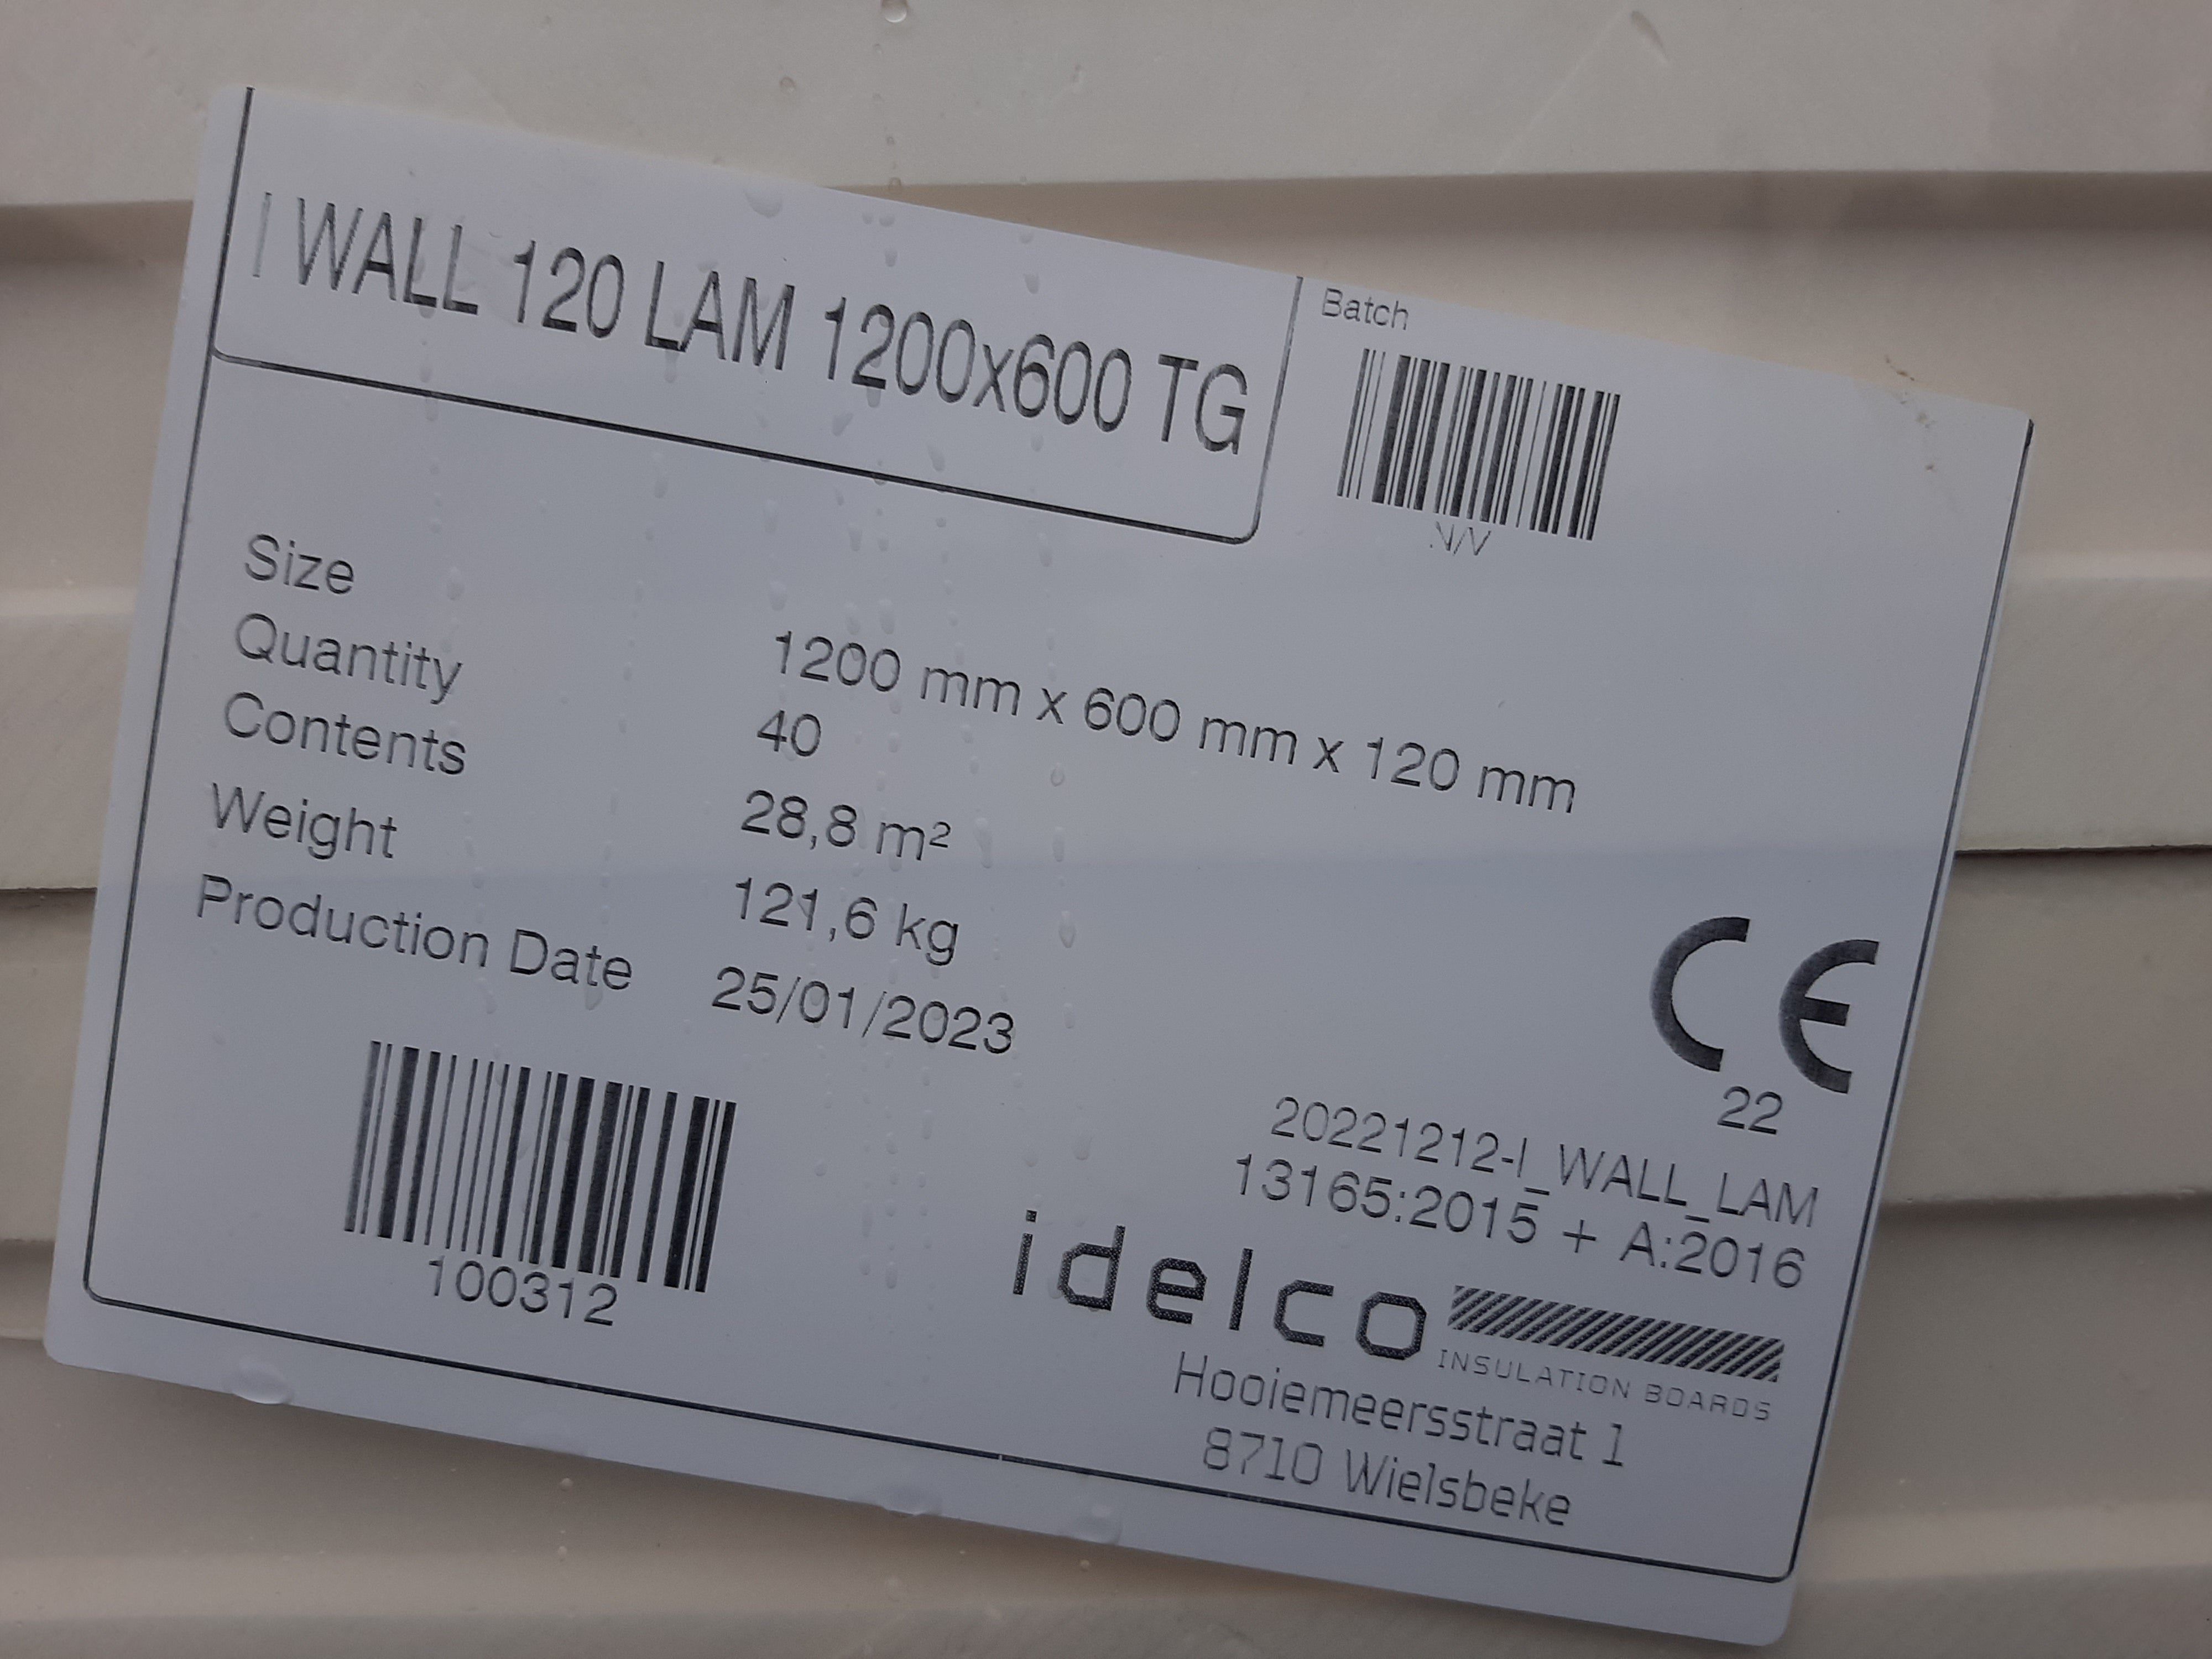 I WALL 120 LAM 1200x600 TG
Batch
Size 1200 mm x 600 mm x 120 mm
Quantity 40
Contents 28,8 m²
Weight 121,6 kg
Production Date 25/01/2023
100312
CE
22
20221212-I_WALL_LAM
13165:2015 + A:2016
idelco
INSULATION BOARDS
Hooiemeersstraat 1
8710 Wielsbeke